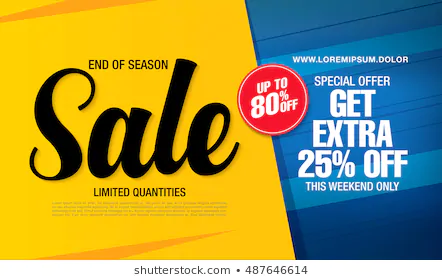 END OF SEASON
Sale
LIMITED QUANTITIES
UP TO
80% OFF
WWW.LOREMIPSUM.DOLOR
SPECIAL OFFER
GET
EXTRA
25% OFF
THIS WEEKEND ONLY
shutterstock.com • 487646614